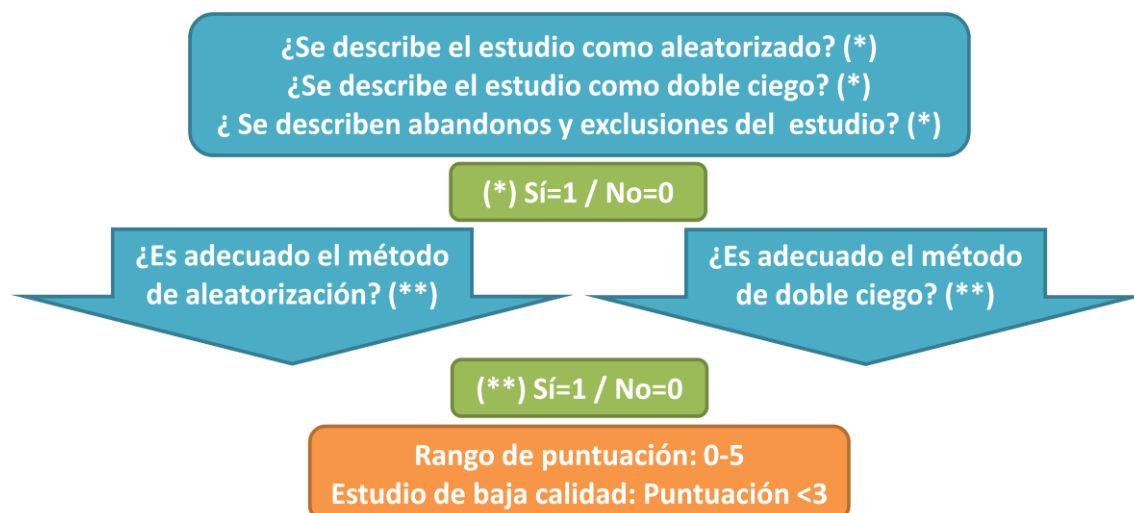 ¿Se describe el estudio como aleatorizado? (*)
¿Se describe el estudio como doble ciego? (*)
¿ Se describen abandonos y exclusiones del estudio? (*)
(*) Sí=1 / No=0
¿Es adecuado el método
de aleatorización? (**)
¿Es adecuado el método
de doble ciego? (**)
(**) Sí=1 / No=0
Rango de puntuación: 0-5
Estudio de baja calidad: Puntuación <3